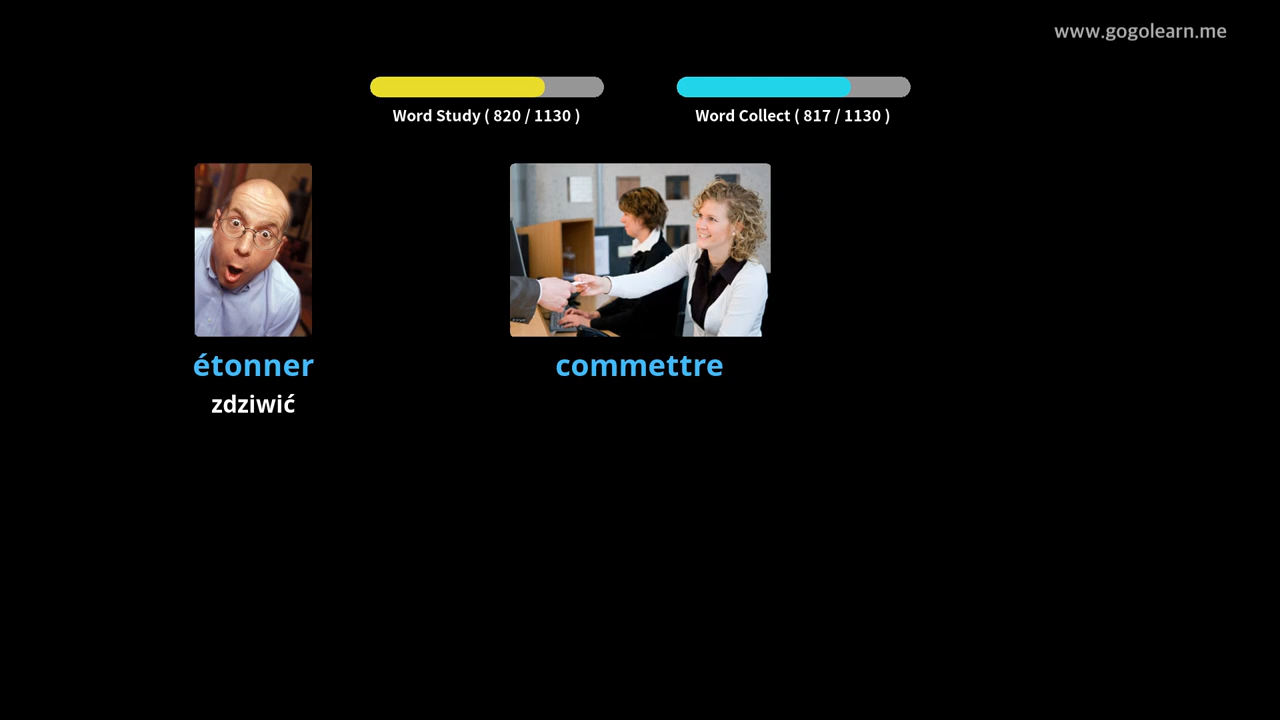 www.gogolearn.me
Word Study ( 820 / 1130 )
Word Collect ( 817 / 1130 )
étonner
commettre
zdziwić